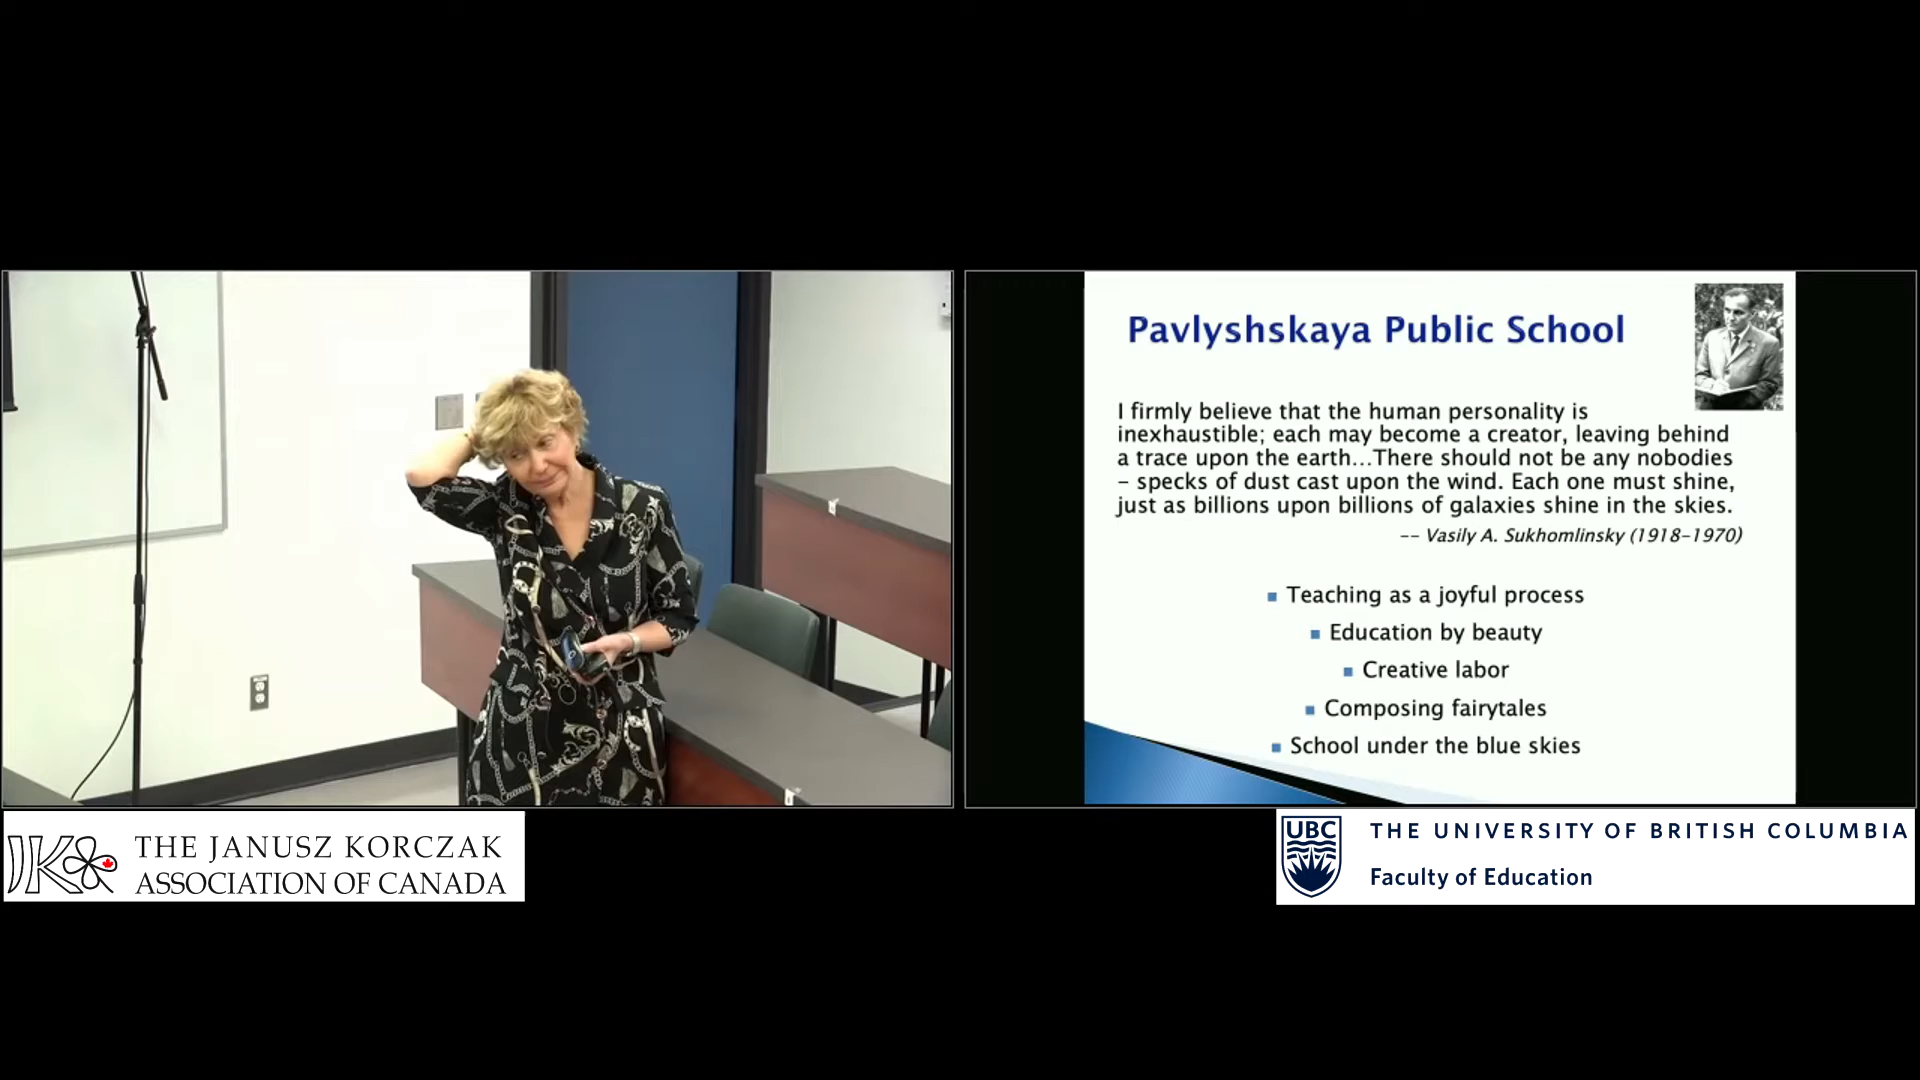 Pavlyshskaya Public School
I firmly believe that the human personality is
inexhaustible; each may become a creator, leaving behind
a trace upon the earth…There should not be any nobodies
– specks of dust cast upon the wind. Each one must shine,
just as billions upon billions of galaxies shine in the skies.
-- Vasily A. Sukhomlinsky (1918-1970)
▪ Teaching as a joyful process
▪ Education by beauty
▪ Creative labor
▪ Composing fairytales
▪ School under the blue skies
JK
THE JANUSZ KORCZAK
ASSOCIATION OF CANADA
UBC
THE UNIVERSITY OF BRITISH COLUMBIA
Faculty of Education